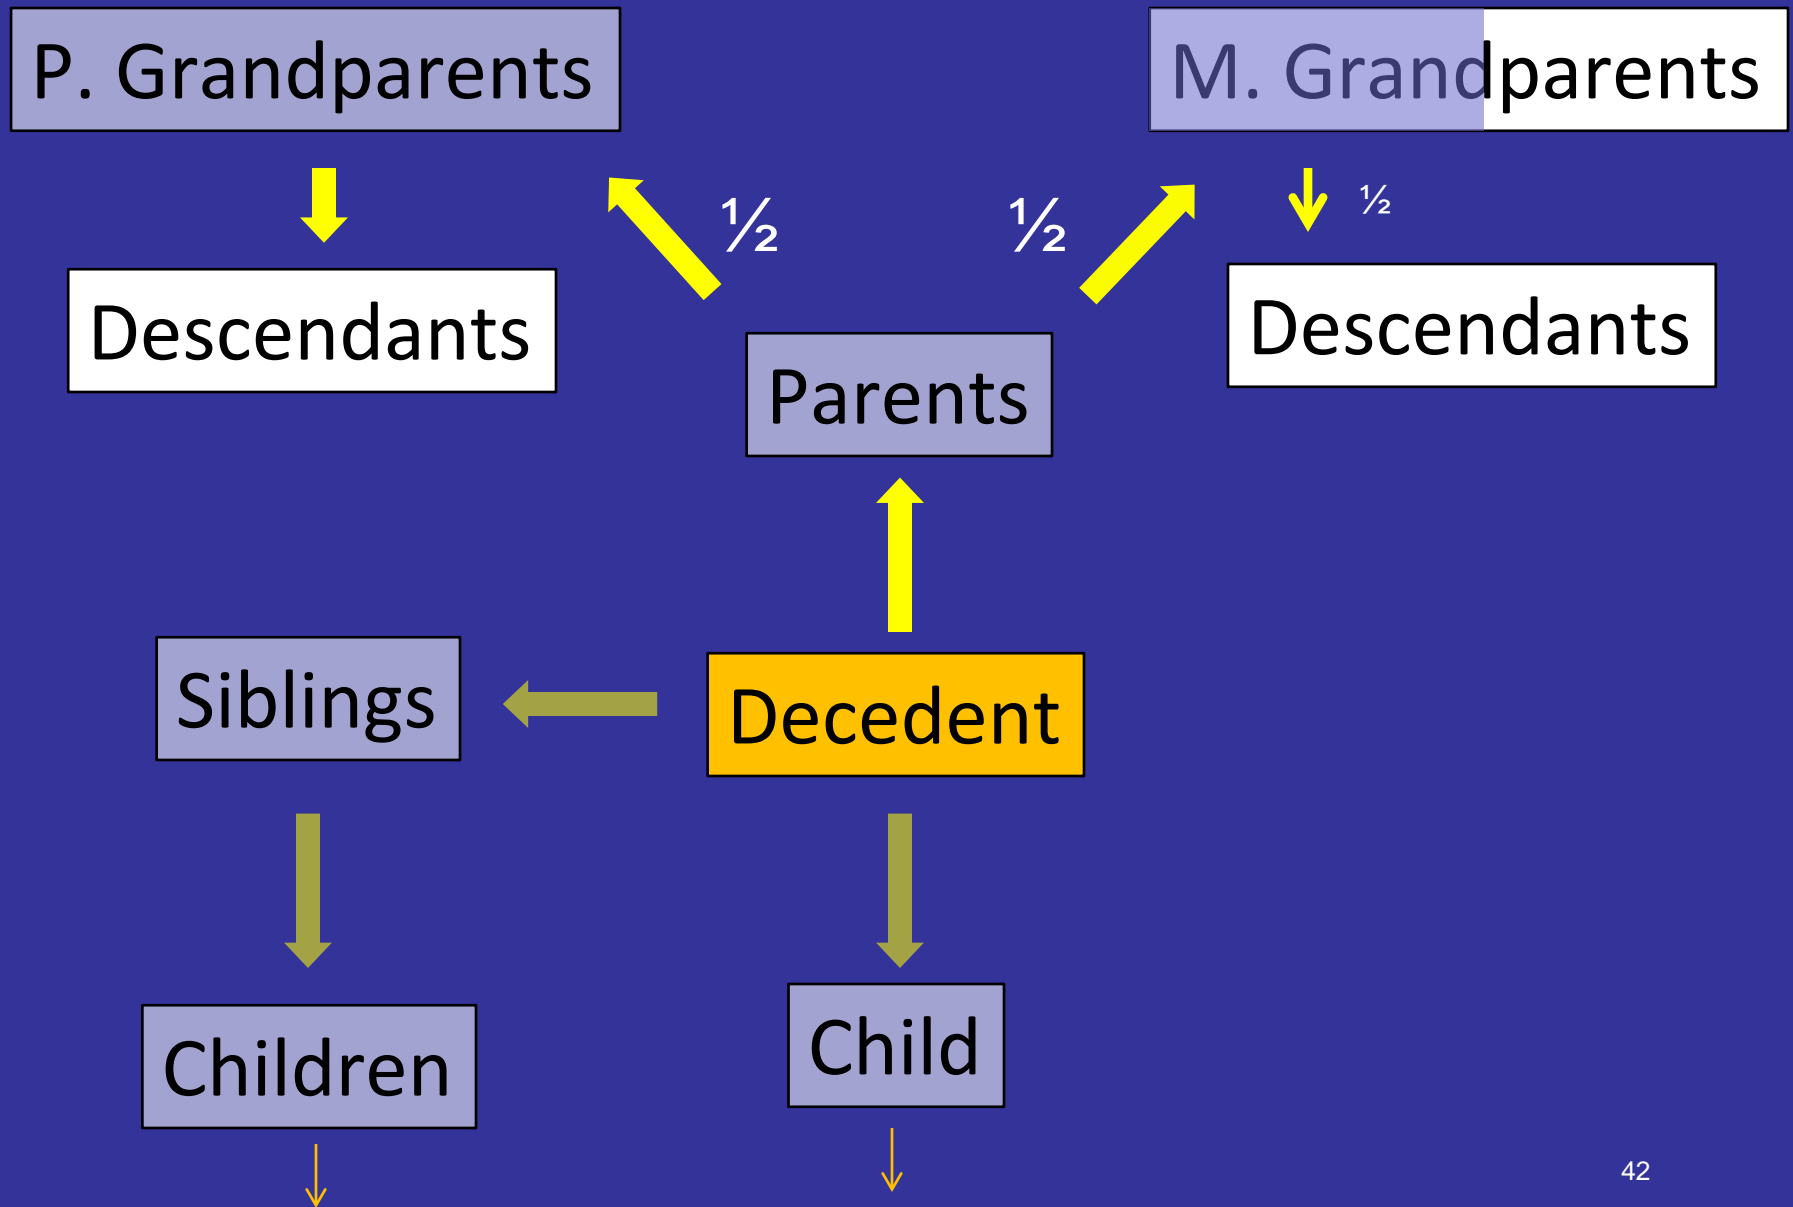 P. Grandparents
M. Grandparents
½
½
½
Descendants
Descendants
Parents
Siblings
Decedent
Children
Child
42